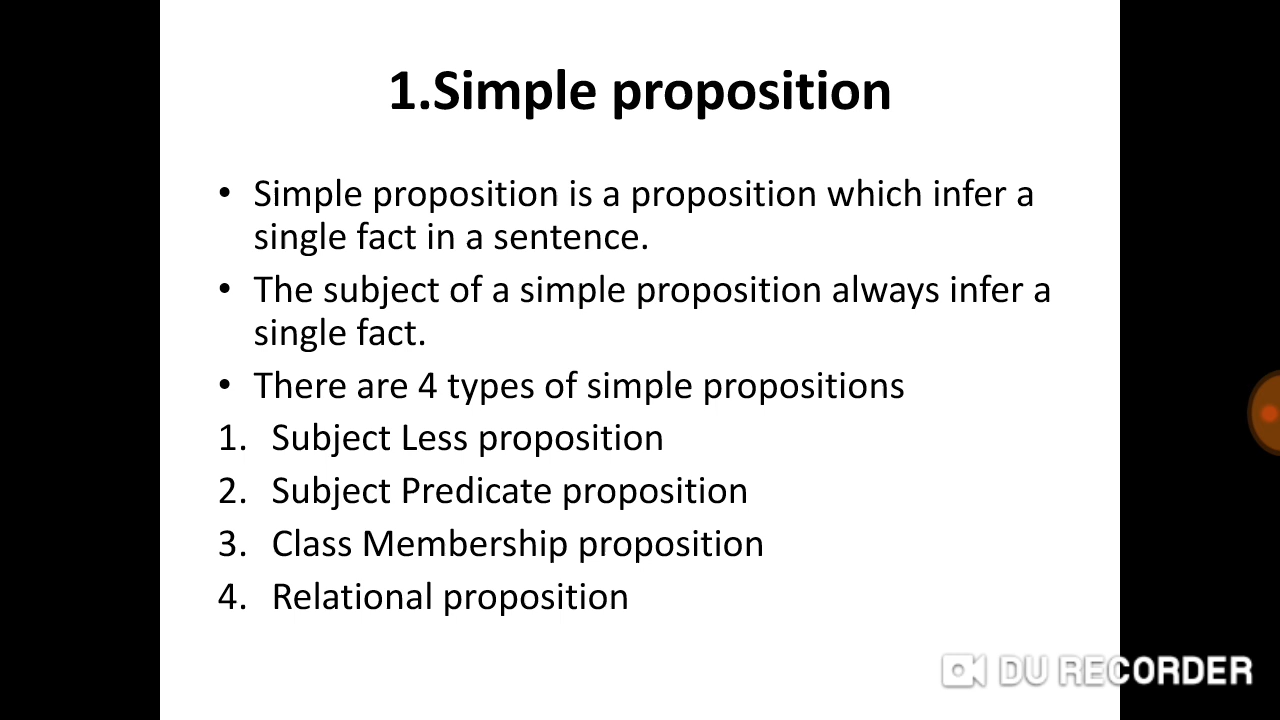 1.Simple proposition
• Simple proposition is a proposition which infer a
single fact in a sentence.
• The subject of a simple proposition always infer a
single fact.
• There are 4 types of simple propositions
1. Subject Less proposition
2. Subject Predicate proposition
3. Class Membership proposition
4. Relational proposition
DU RECORDER